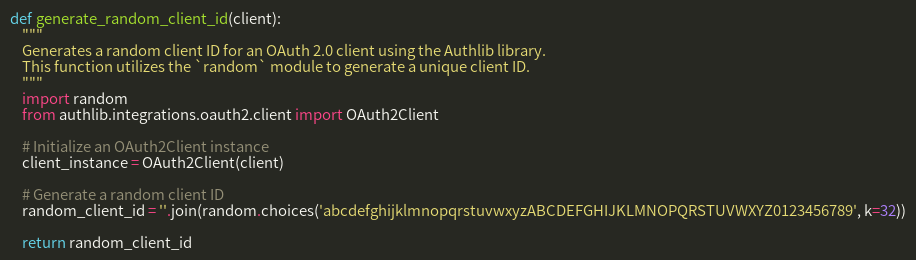 def generate_random_client_id(client):
    """
    Generates a random client ID for an OAuth 2.0 client using the Authlib library.
    This function utilizes the `random` module to generate a unique client ID.
    """
    import random
    from authlib.integrations.oauth2.client import OAuth2Client

    # Initialize an OAuth2Client instance
    client_instance = OAuth2Client(client)

    # Generate a random client ID
    random_client_id = ''.join(random.choices('abcdefghijklmnopqrstuvwxyzABCDEFGHIJKLMNOPQRSTUVWXYZ0123456789', k=32))

    return random_client_id